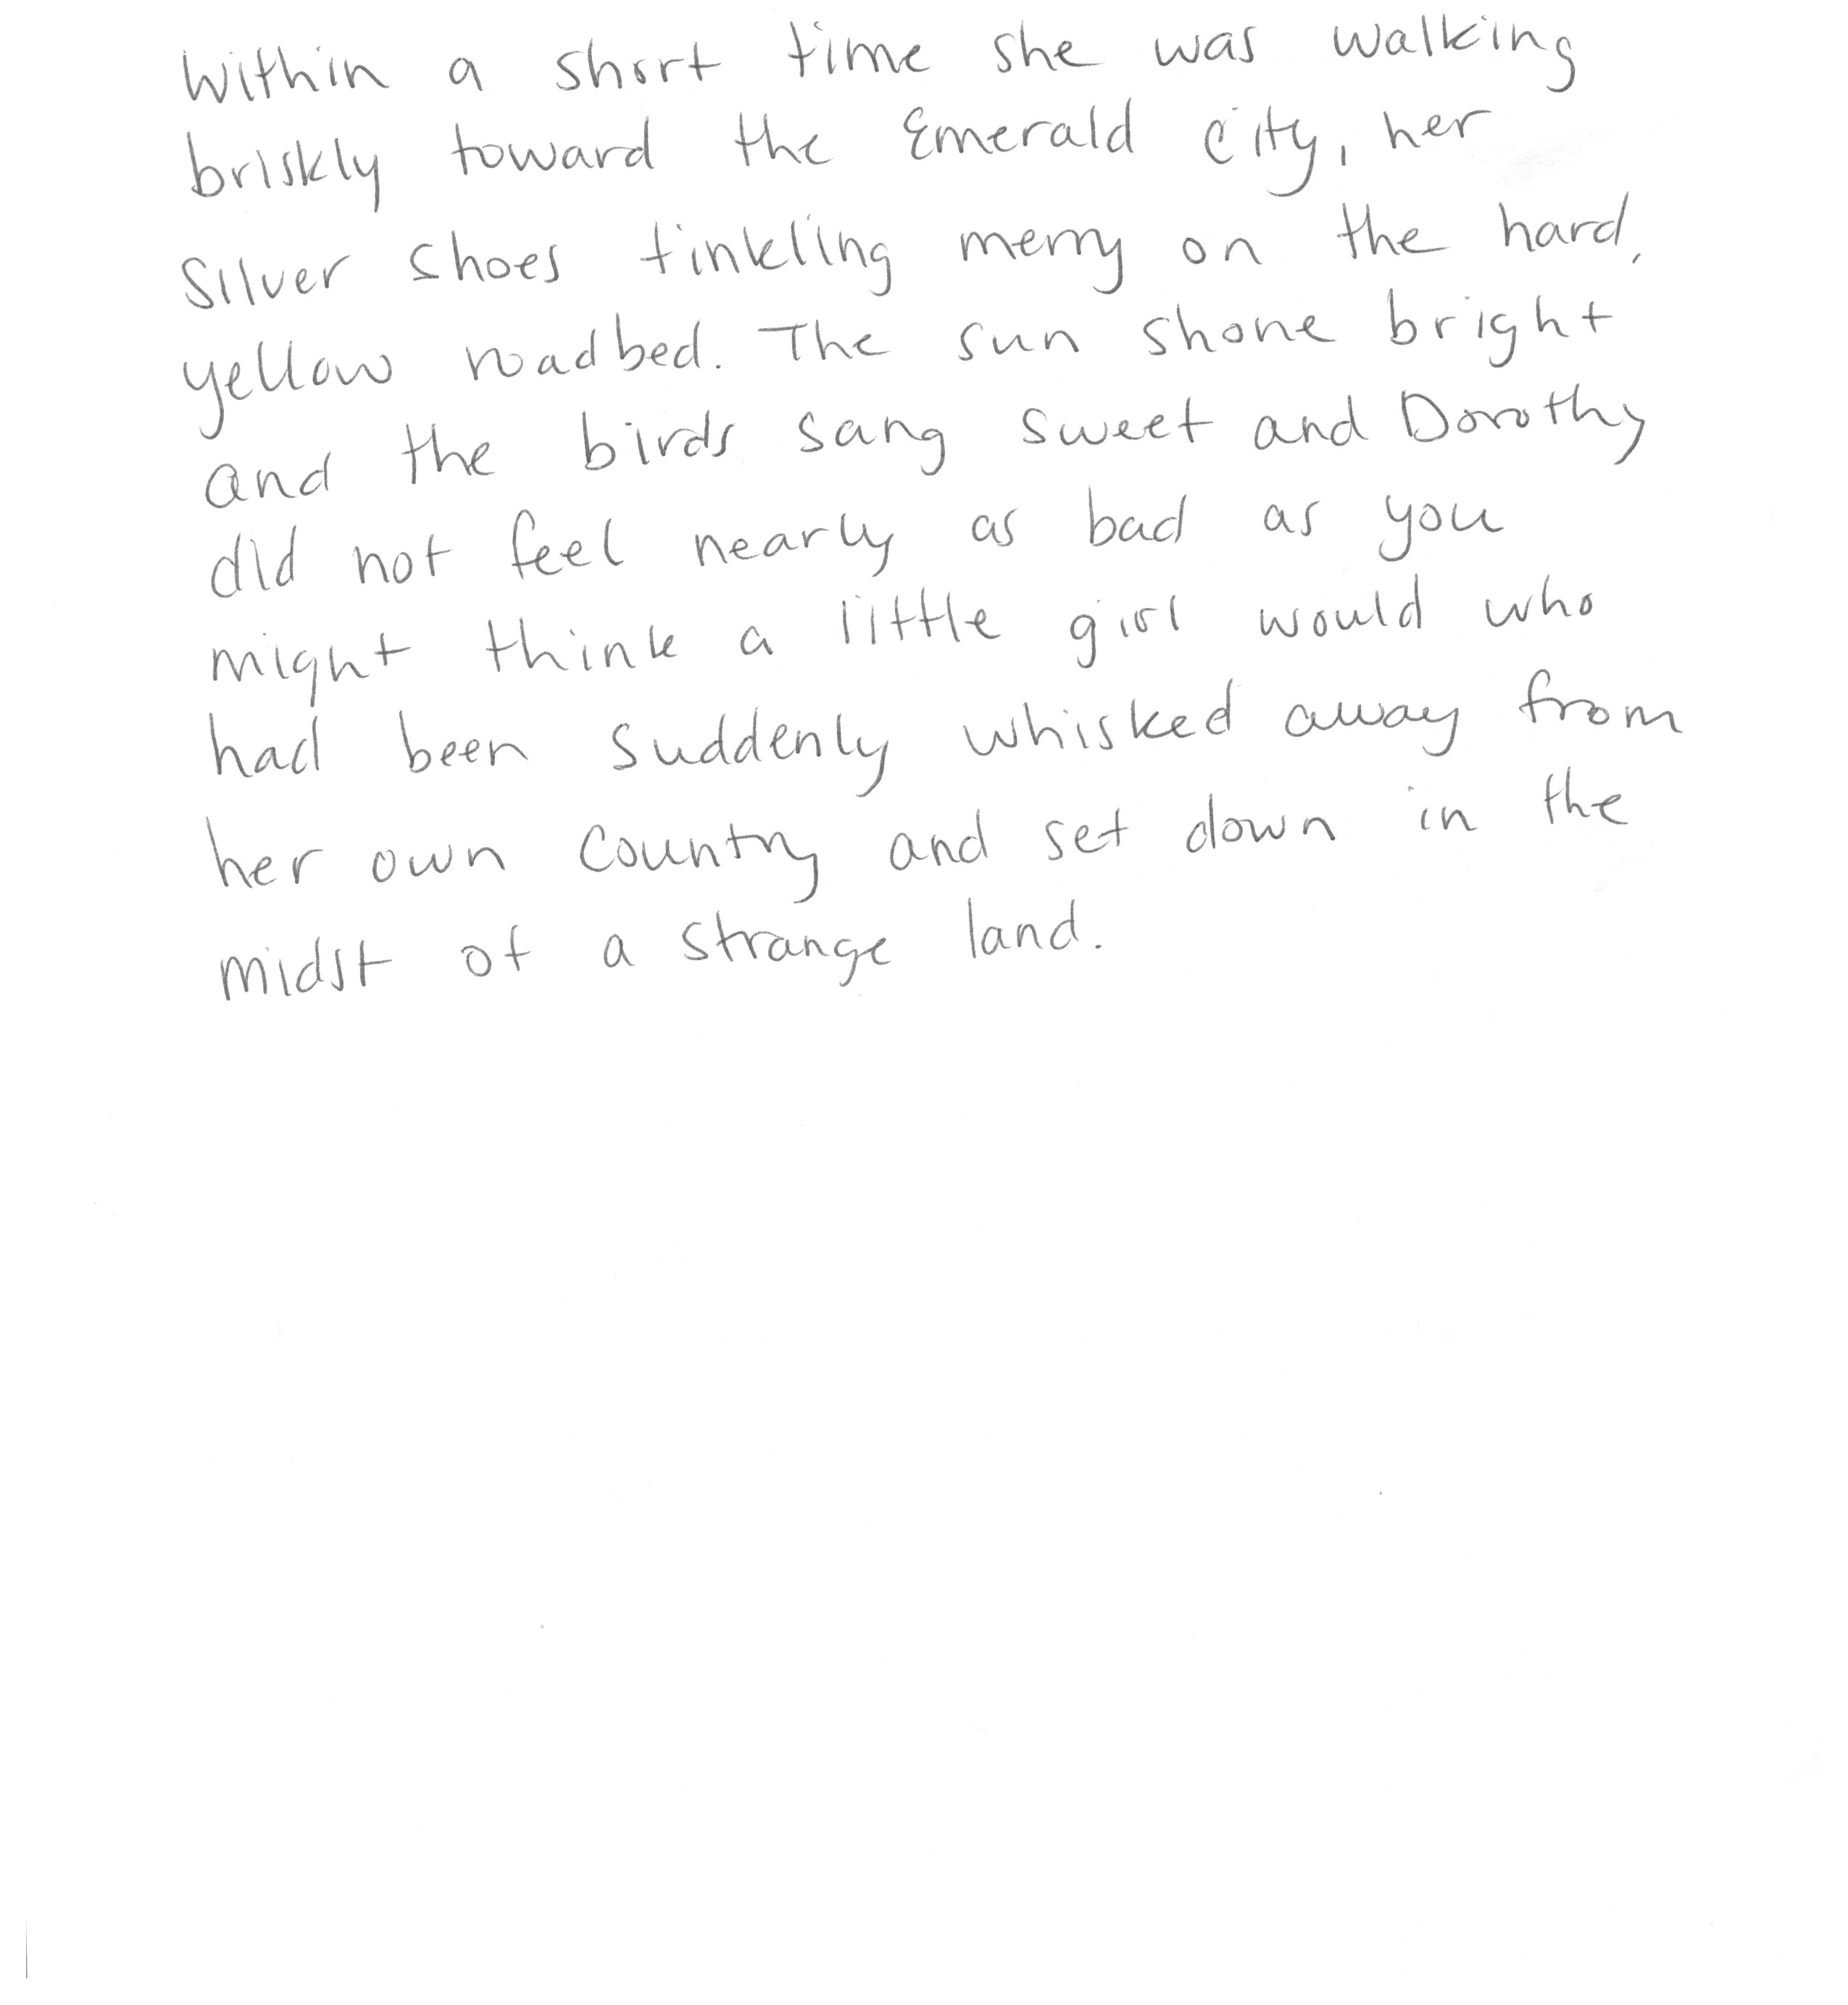 Within a short time she was walking
briskly toward the Emerald City, her
Silver Shoes tinkling merry on the hard,
yellow roadbed. The sun shone bright
and the birds sang sweet and Dorothy
did not feel nearly as bad as you
might think a little girl would who
had been suddenly whisked away from
her own country and set down in the
midst of a strange land.